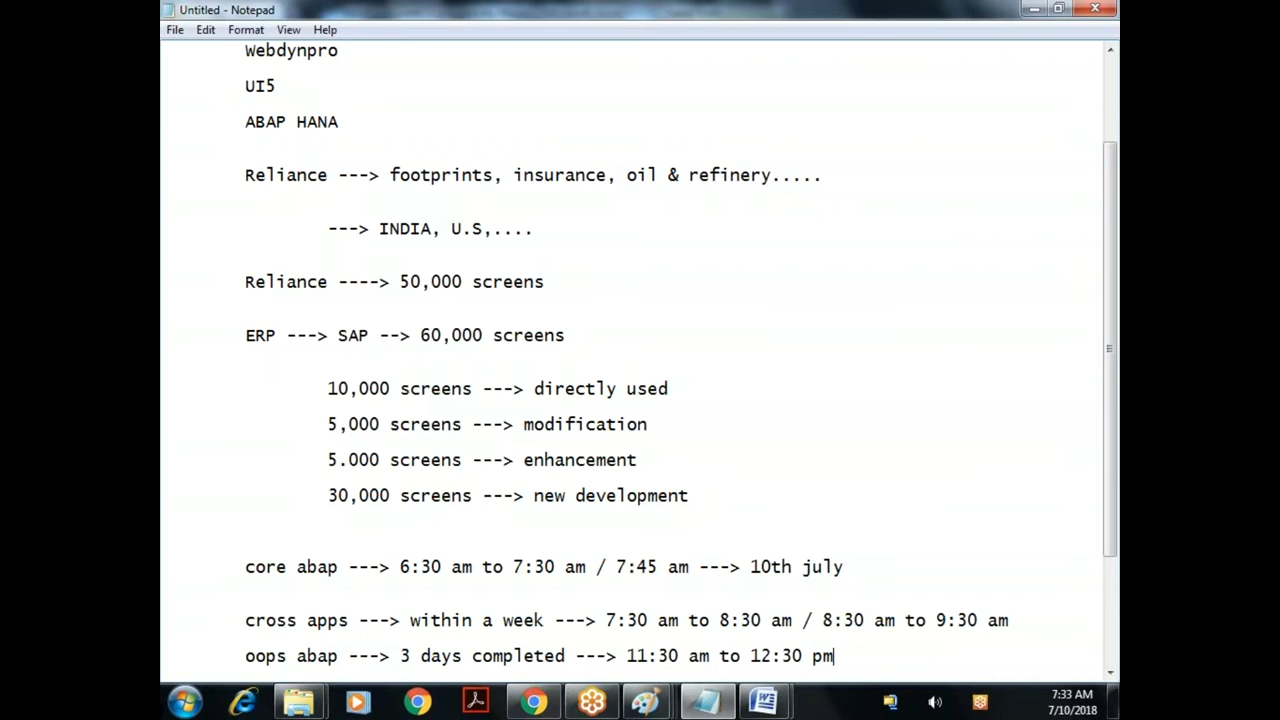 Untitled - Notepad
File Edit Format View Help
Webdynpro
UI5
ABAP HANA
Reliance ---> footprints, insurance, oil & refinery.....
---> INDIA, U.S,....
Reliance ----> 50,000 screens
ERP ---> SAP --> 60,000 screens
10,000 screens ---> directly used
5,000 screens ---> modification
5.000 screens ---> enhancement
30,000 screens ---> new development
core abap ---> 6:30 am to 7:30 am / 7:45 am ---> 10th july
cross apps ---> within a week ---> 7:30 am to 8:30 am / 8:30 am to 9:30 am
oops abap ---> 3 days completed ---> 11:30 am to 12:30 pm
7:33 AM
7/10/2018